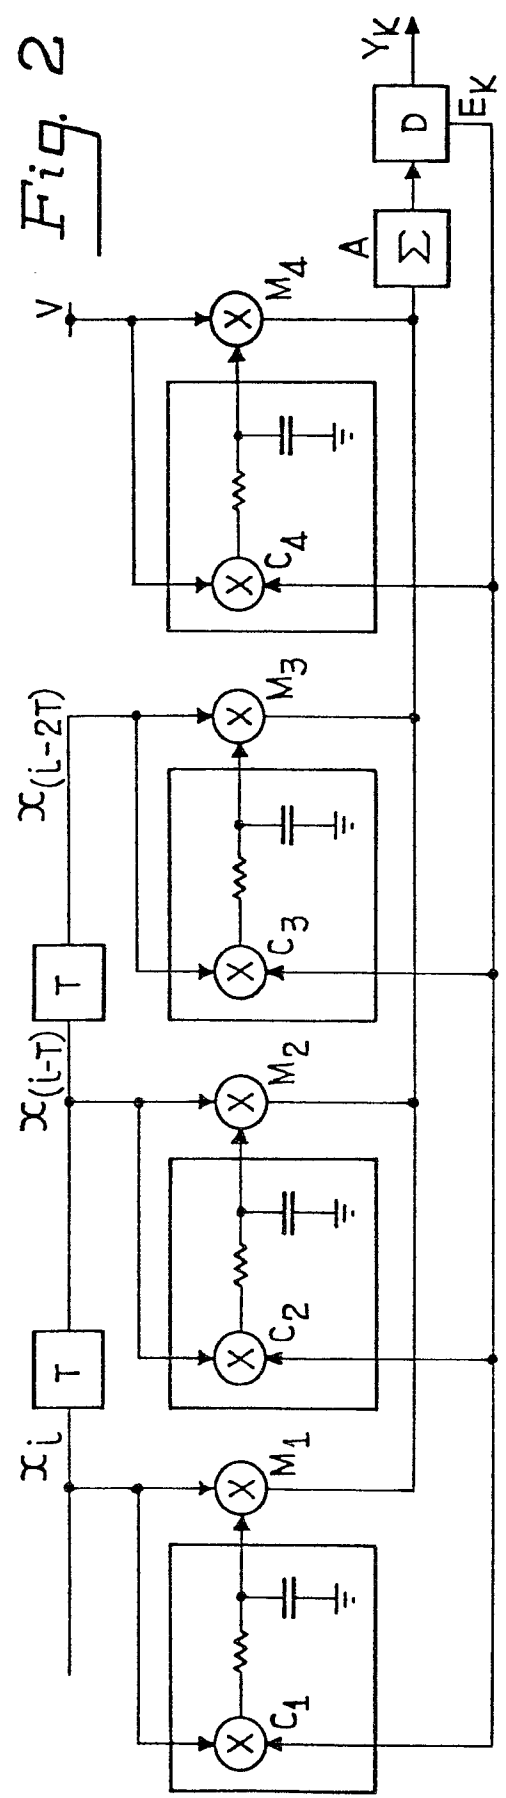 Fig. 2
x(i-2T)
x(i-T)
xi
V
T
T
X
X
X
X
M1
M2
M3
M4
X
X
X
X
C1
C2
C3
C4
A
Σ
D
YK
EK